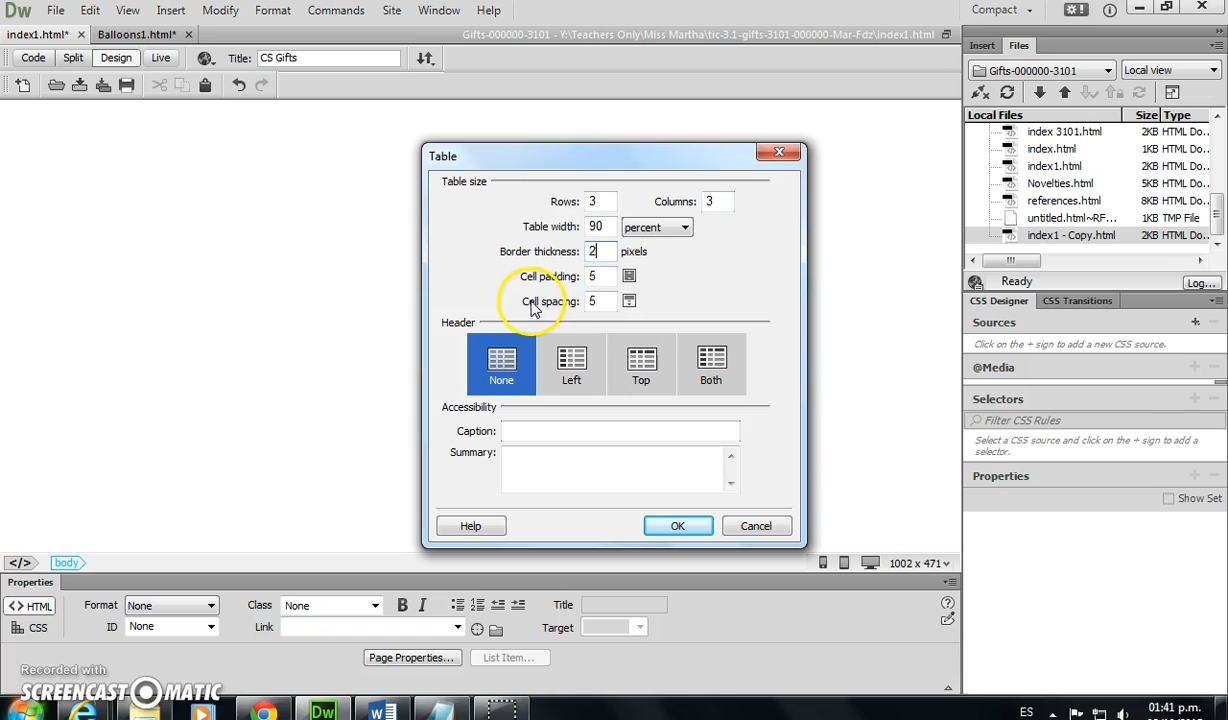 Dw File Edit View Insert Modify Format Commands Site Window Help
Compact
index1.html* × Balloons1.html* ×
Gifts-000000-3101 - Y:\Teachers Only\Miss Martha\tic-3.1-gifts-3101-000000-Mar-Fdz\index1.html
Code Split Design Live Title: CS Gifts
Insert Files
Gifts-000000-3101 Local view
Local Files Size Type
index 3101.html 2KB HTML Do...
index.html 1KB HTML Do...
index1.html 2KB HTML Do...
Novelties.html 5KB HTML Do...
references.html 8KB HTML Do...
untitled.html~RF... 1KB TMP File
index1 - Copy.html 2KB HTML Do...
Ready Log...
CSS Designer CSS Transitions
Sources
Click on the + sign to add a new CSS source.
@Media
Selectors
Filter CSS Rules
Select a CSS source and click on the + sign to add a
selector.
Properties
Show Set
Table
Table size
Rows: 3 Columns: 3
Table width: 90 percent
Border thickness: 2 pixels
Cell padding: 5
Cell spacing: 5
Header
None Left Top Both
Accessibility
Caption:
Summary:
Help OK Cancel
</> body 1002 x 471
Properties
<> HTML Format None Class None B I Title
CSS ID None Link Target
Page Properties... List Item...
Recorded with
SCREENCAST-O-MATIC
Dw W ES 01:41 p.m.